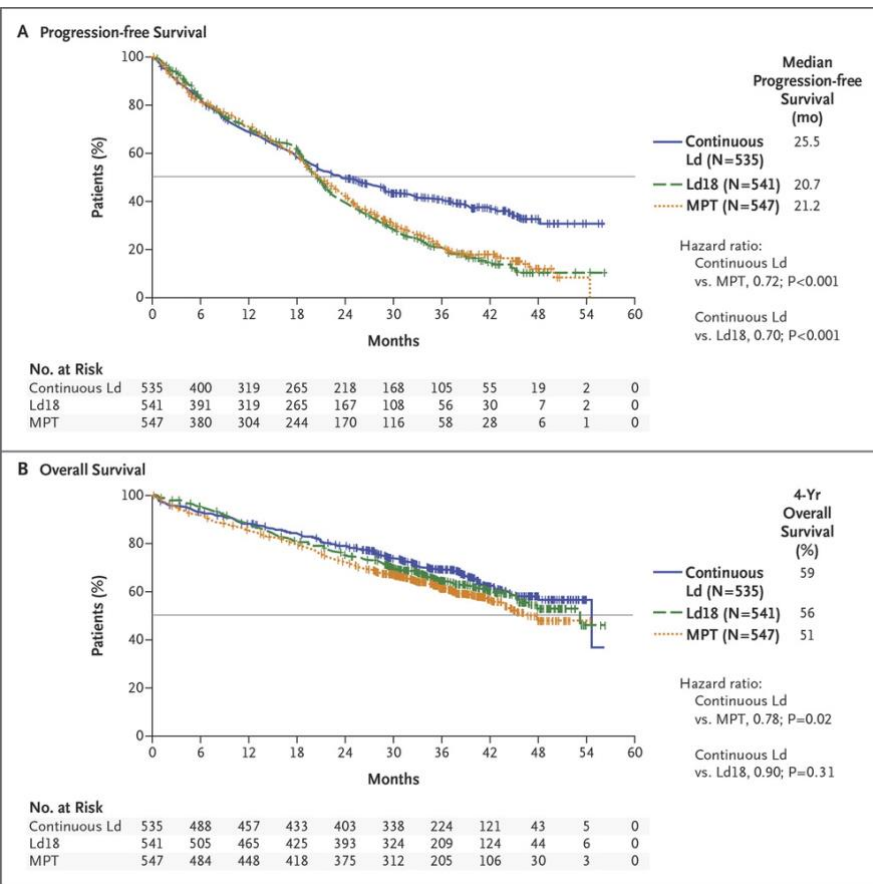 A Progression-free Survival
100
80
60
40
20
0
Patients (%)
0 6 12 18 24 30 36 42 48 54 60
Months
Median
Progression-free
Survival
(mo)
Continuous
Ld (N=535) 25.5
Ld18 (N=541) 20.7
MPT (N=547) 21.2
Hazard ratio:
Continuous Ld
vs. MPT, 0.72; P<0.001
Continuous Ld
vs. Ld18, 0.70; P<0.001
No. at Risk
Continuous Ld 535 400 319 265 218 168 105 55 19 2 0
Ld18 541 391 319 265 167 108 56 30 7 2 0
MPT 547 380 304 244 170 116 58 28 6 1 0
B Overall Survival
100
80
60
40
20
0
Patients (%)
0 6 12 18 24 30 36 42 48 54 60
Months
4-Yr
Overall
Survival
(%)
Continuous
Ld (N=535) 59
Ld18 (N=541) 56
MPT (N=547) 51
Hazard ratio:
Continuous Ld
vs. MPT, 0.78; P=0.02
Continuous Ld
vs. Ld18, 0.90; P=0.31
No. at Risk
Continuous Ld 535 488 457 433 403 338 224 121 43 5 0
Ld18 541 505 465 425 393 324 209 124 44 6 0
MPT 547 484 448 418 375 312 205 106 30 3 0